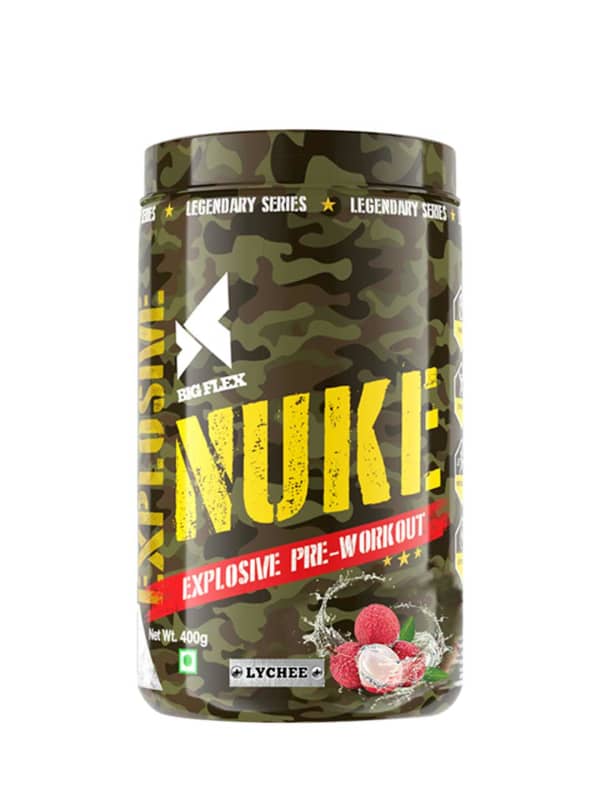 LEGENDARY SERIES ★ LEGENDARY SERIES ★
EXPLOSIVE
BIG FLEX
NUKE
EXPLOSIVE PRE-WORKOUT
Net Wt. 400g
LYCHEE